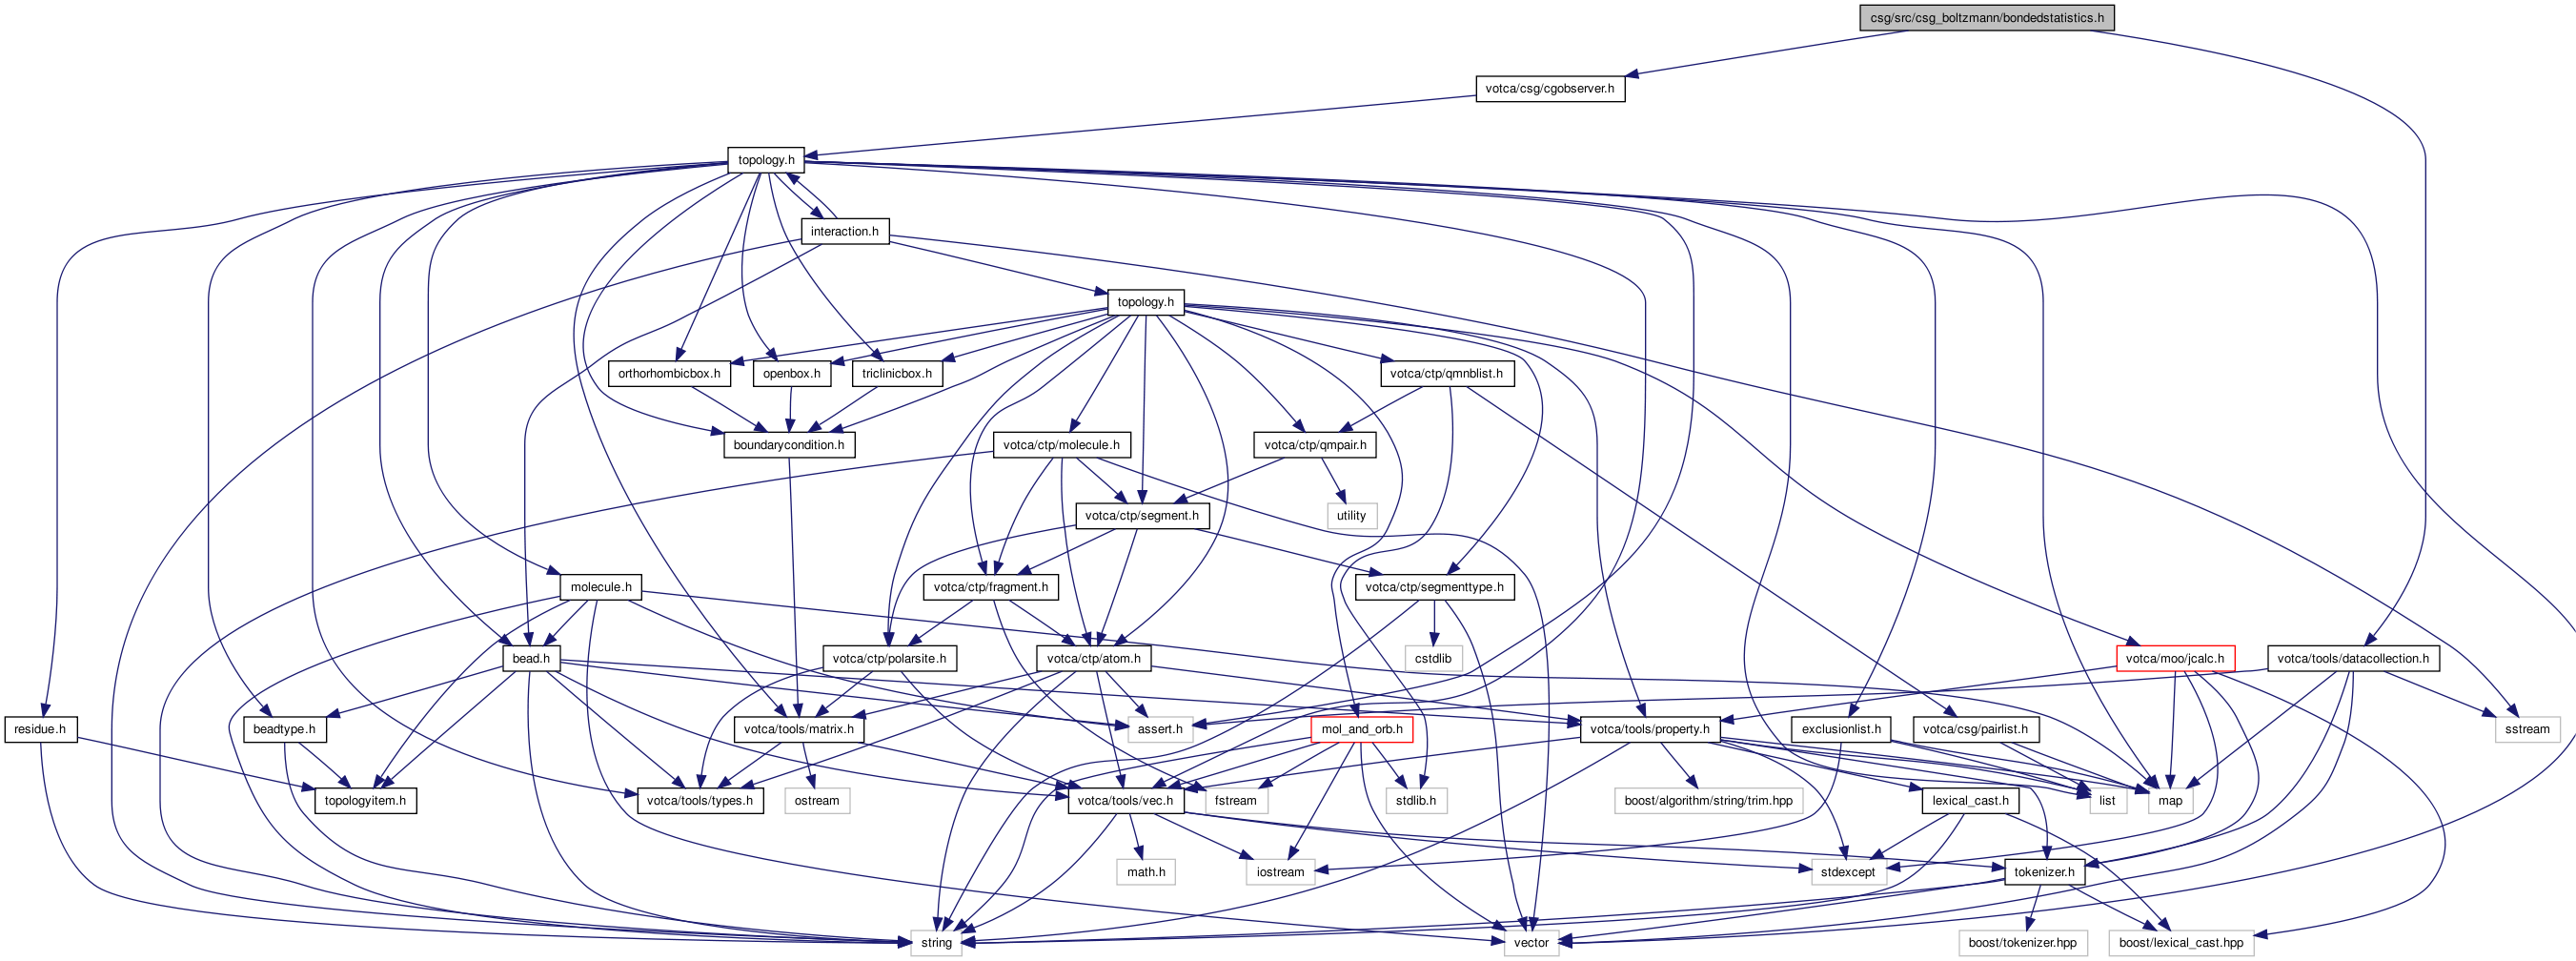 csg/src/csg_boltzmann/bondedstatistics.h
votca/csg/cgobserver.h
topology.h
interaction.h
topology.h
orthorhombicbox.h
openbox.h
triclinicbox.h
votca/ctp/qmnblist.h
boundarycondition.h
votca/ctp/molecule.h
votca/ctp/qmpair.h
votca/ctp/segment.h
utility
molecule.h
votca/ctp/fragment.h
votca/ctp/segmenttype.h
bead.h
votca/ctp/polarsite.h
votca/ctp/atom.h
cstdlib
votca/moo/jcalc.h
votca/tools/datacollection.h
residue.h
beadtype.h
votca/tools/matrix.h
assert.h
mol_and_orb.h
votca/tools/property.h
exclusionlist.h
votca/csg/pairlist.h
sstream
topologyitem.h
votca/tools/types.h
ostream
votca/tools/vec.h
fstream
stdlib.h
boost/algorithm/string/trim.hpp
lexical_cast.h
list
map
math.h
iostream
stdexcept
tokenizer.h
string
vector
boost/tokenizer.hpp
boost/lexical_cast.hpp